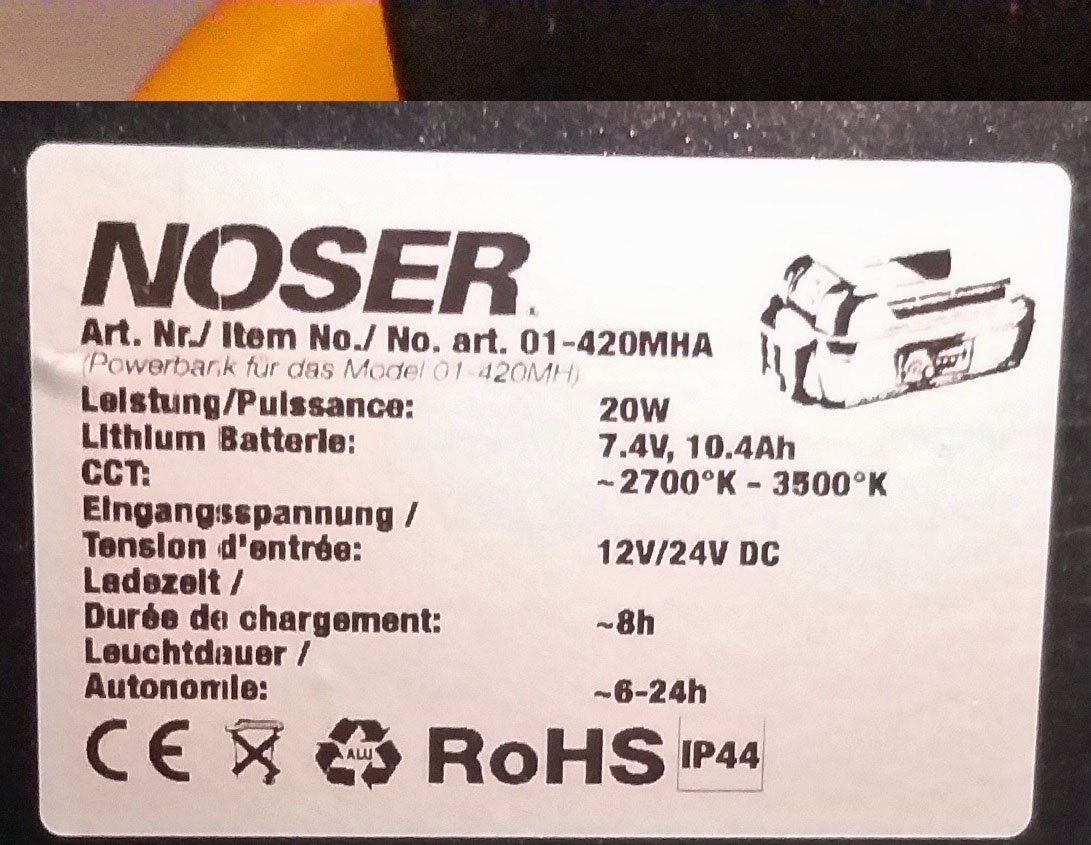 NOSER
Art. Nr./ Item No./ No. art. 01-420MHA
(Powerbank für das Model 01-420MH)
Leistung/Puissance: 20W
Lithium Batterie: 7.4V, 10.4Ah
CCT: ~2700°K - 3500°K
Eingangsspannung /
Tension d'entrée: 12V/24V DC
Ladezeit /
Durée de chargement: ~8h
Leuchtdauer /
Autonomie: ~6-24h
CE ALU RoHS IP44